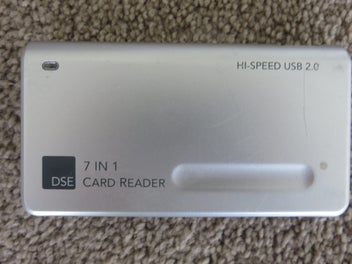 HI-SPEED USB 2.0
7 IN 1
DSE CARD READER